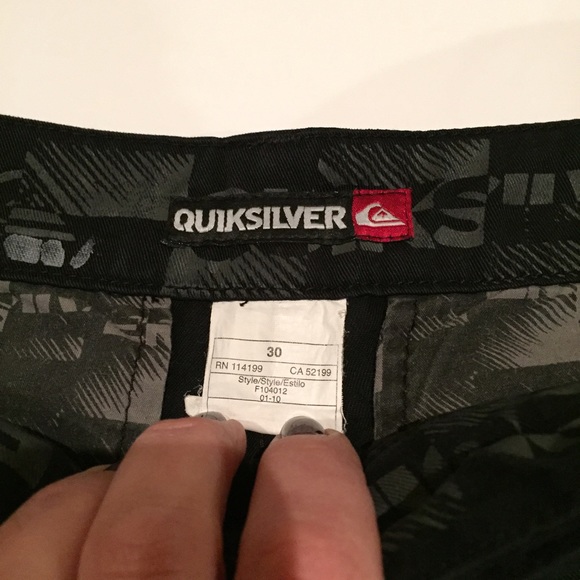 QUIKSILVER
30
RN 114199 CA 52199
Style/Style/Estilo
F104012
01-10